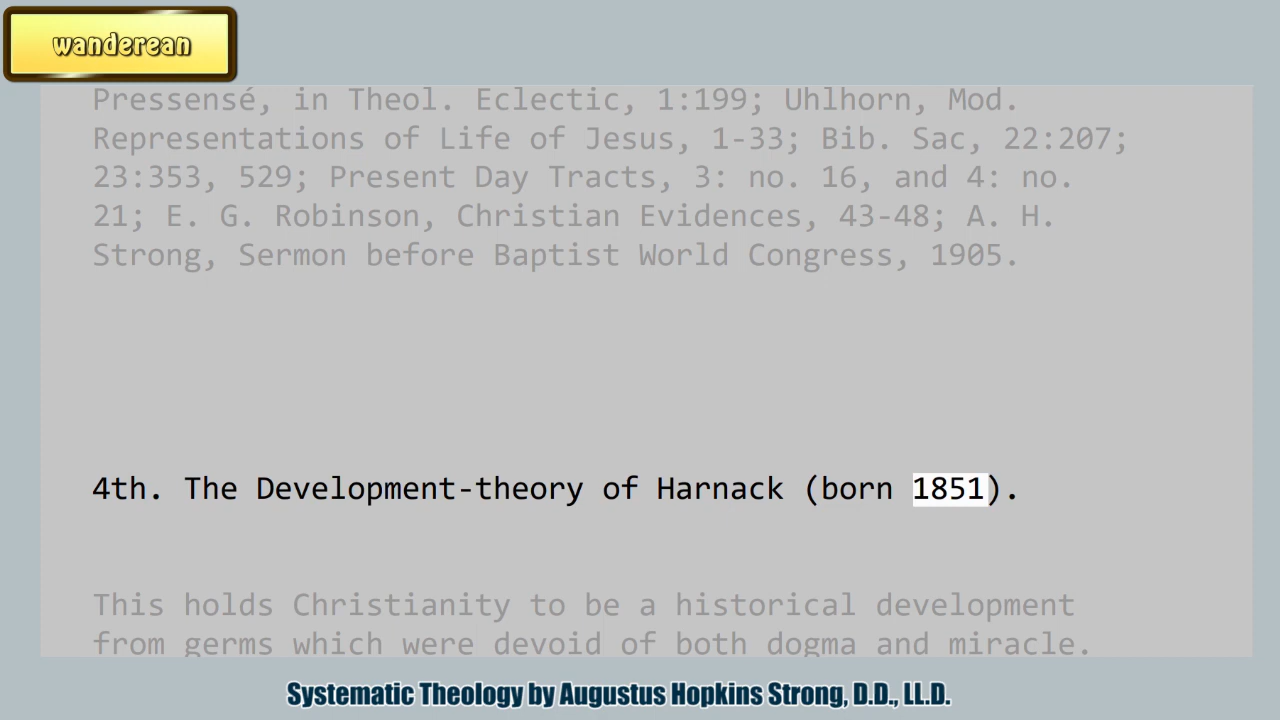 wanderean
Pressensé, in Theol. Eclectic, 1:199; Uhlhorn, Mod.
Representations of Life of Jesus, 1-33; Bib. Sac, 22:207;
23:353, 529; Present Day Tracts, 3: no. 16, and 4: no.
21; E. G. Robinson, Christian Evidences, 43-48; A. H.
Strong, Sermon before Baptist World Congress, 1905.
4th. The Development-theory of Harnack (born 1851).
This holds Christianity to be a historical development
from germs which were devoid of both dogma and miracle.
Systematic Theology by Augustus Hopkins Strong, D.D., LL.D.